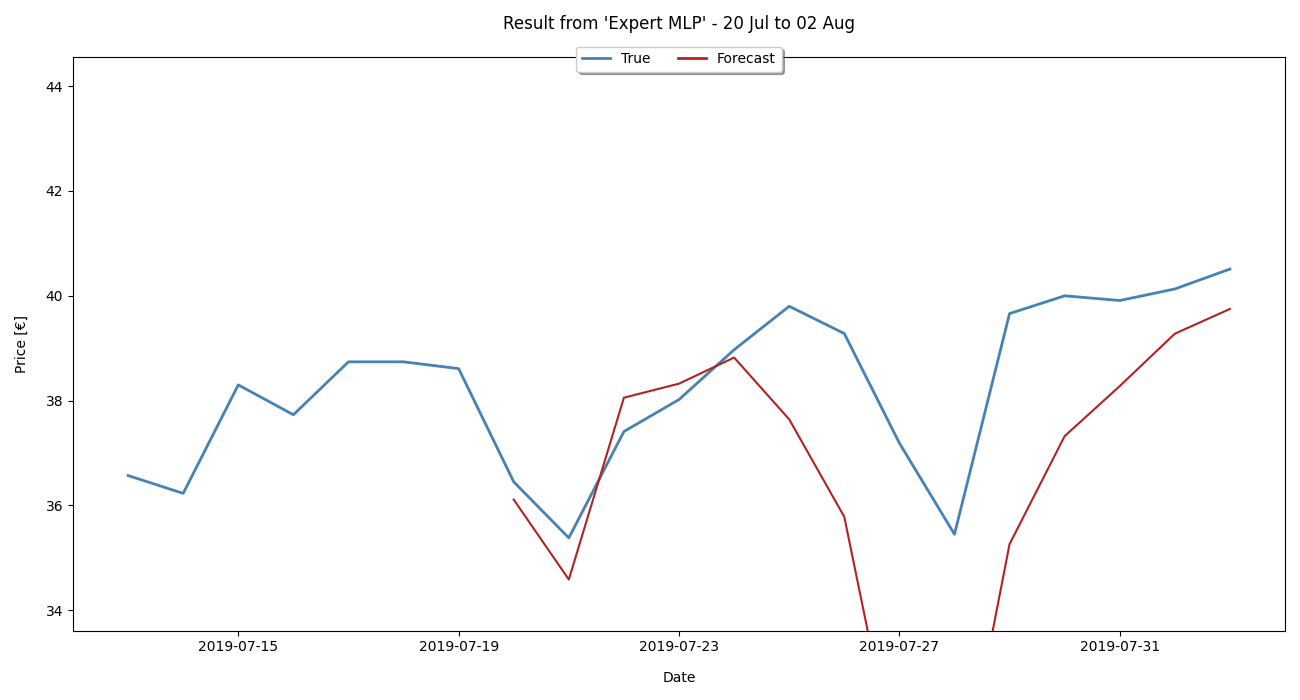 Result from 'Expert MLP' - 20 Jul to 02 Aug
True Forecast
44
42
40
38
36
34
Price [€]
2019-07-15 2019-07-19 2019-07-23 2019-07-27 2019-07-31
Date